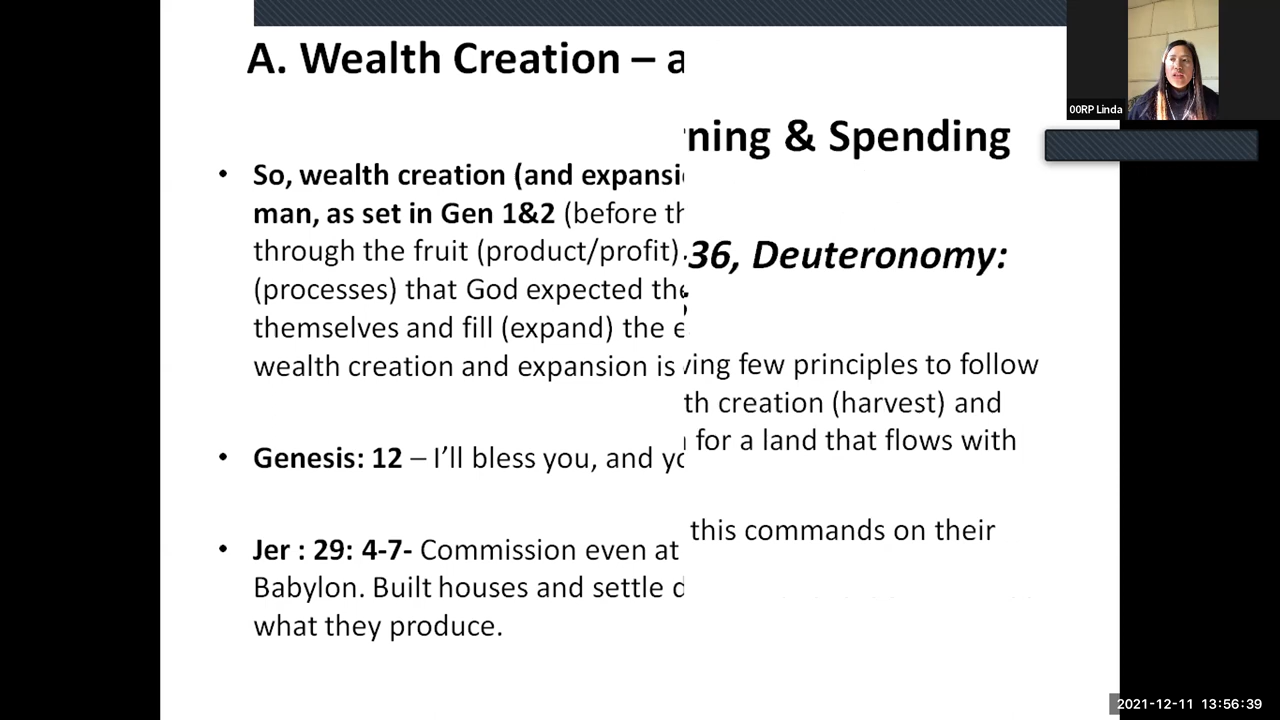 A. Wealth Creation – a
ning & Spending
• So, wealth creation (and expansi
man, as set in Gen 1&2 (before th
36, Deuteronomy:
through the fruit (product/profit)
(processes) that God expected the
themselves and fill (expand) the e
wealth creation and expansion is
ving few principles to follow
th creation (harvest) and
for a land that flows with
• Genesis: 12 – I’ll bless you, and yo
this commands on their
• Jer : 29: 4-7- Commission even at
Babylon. Built houses and settle d
what they produce.
00RP Linda
2021-12-11 13:56:39